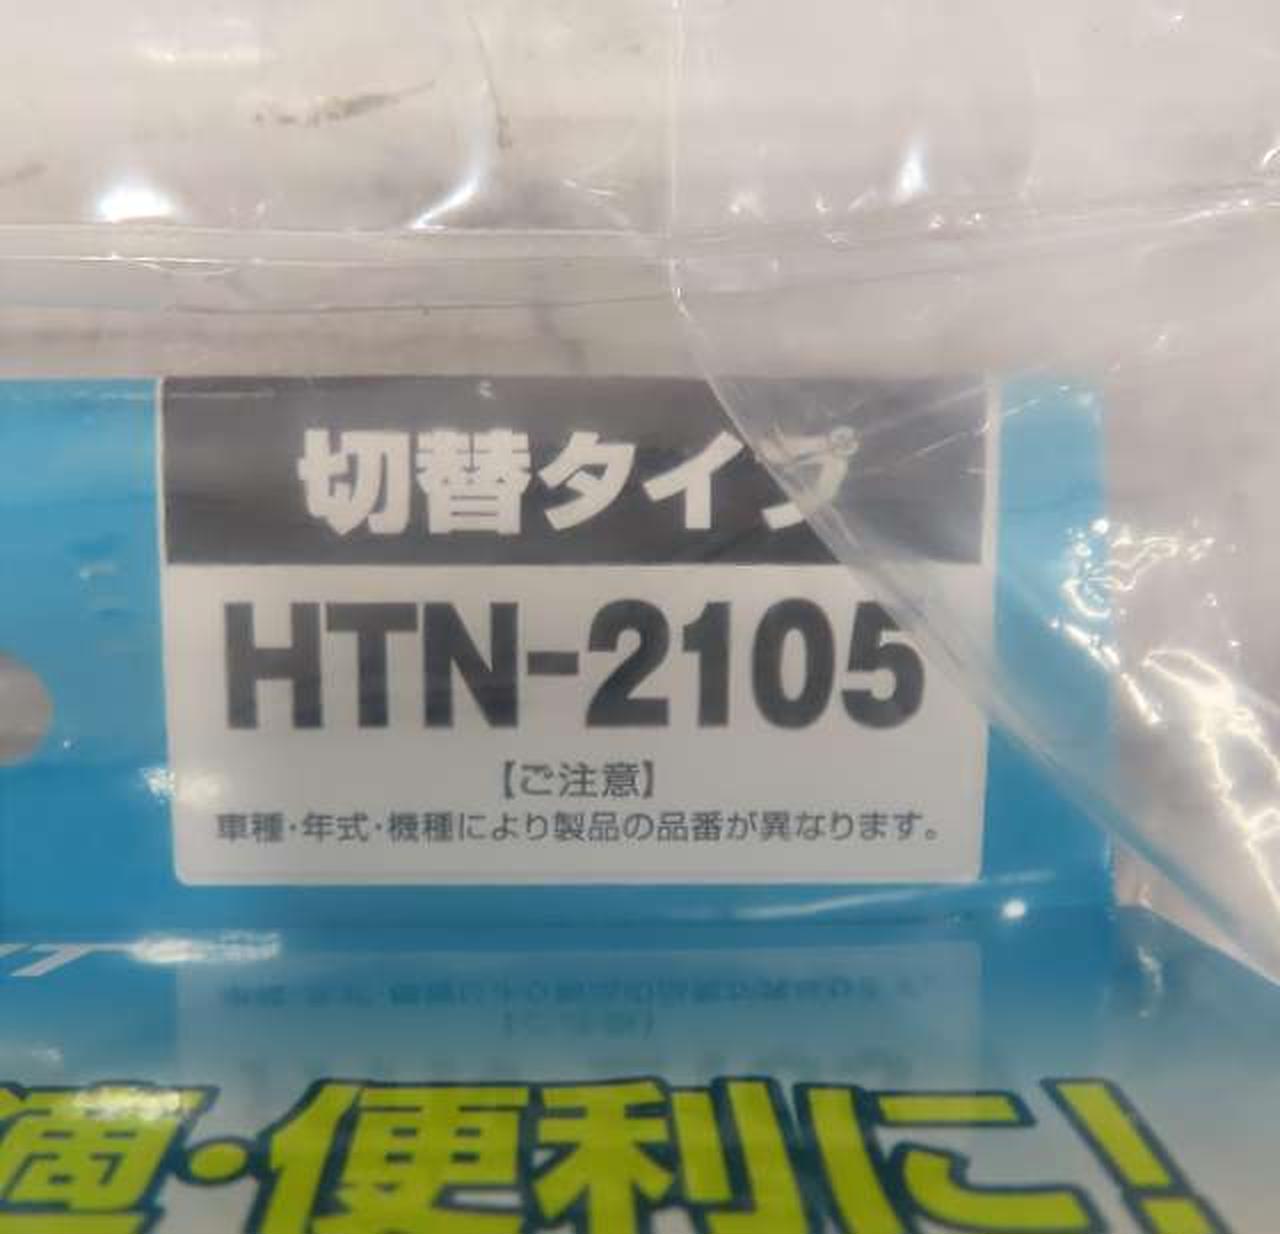 切替タイプ
HTN-2105
【ご注意】
車種・年式・機種により製品の品番が異なります。
適・便利に!